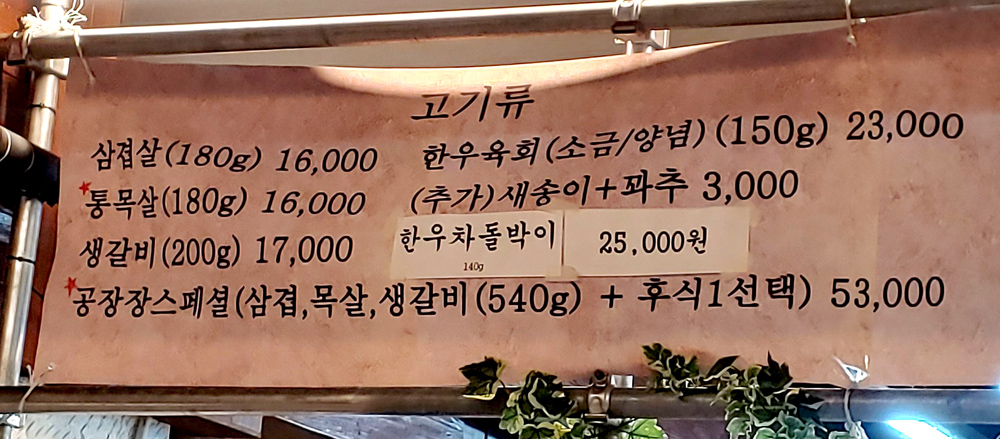 고기류
삼겹살(180g) 16,000
통목살(180g) 16,000
생갈비(200g) 17,000
한우육회(소금/양념)(150g) 23,000
(추가)새송이+꽈추 3,000
한우차돌박이 25,000원
140g
공장장스페셜(삼겹,목살,생갈비(540g) + 후식1선택) 53,000